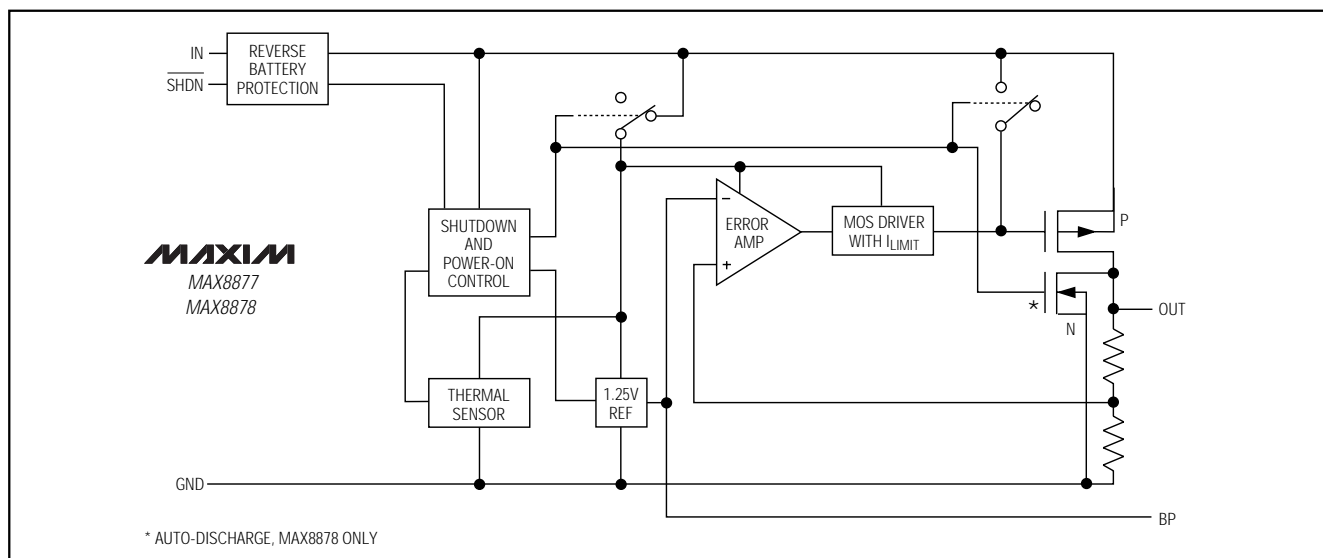 IN
SHDN
REVERSE
BATTERY
PROTECTION
SHUTDOWN
AND
POWER-ON
CONTROL
ERROR
AMP
−
+
MOS DRIVER
WITH ILIMIT
P
MAXIM
MAX8877
MAX8878
*
N
OUT
THERMAL
SENSOR
1.25V
REF
GND
BP
* AUTO-DISCHARGE, MAX8878 ONLY